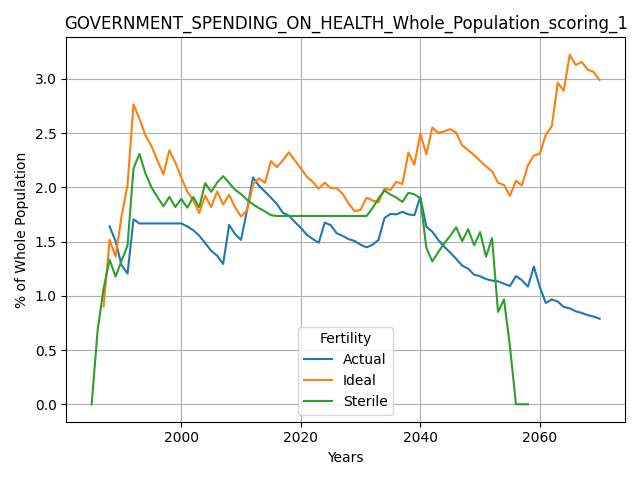 GOVERNMENT_SPENDING_ON_HEALTH_Whole_Population_scoring_1
% of Whole Population
3.0
2.5
2.0
1.5
1.0
0.5
0.0
Fertility
Actual
Ideal
Sterile
2000
2020
2040
2060
Years